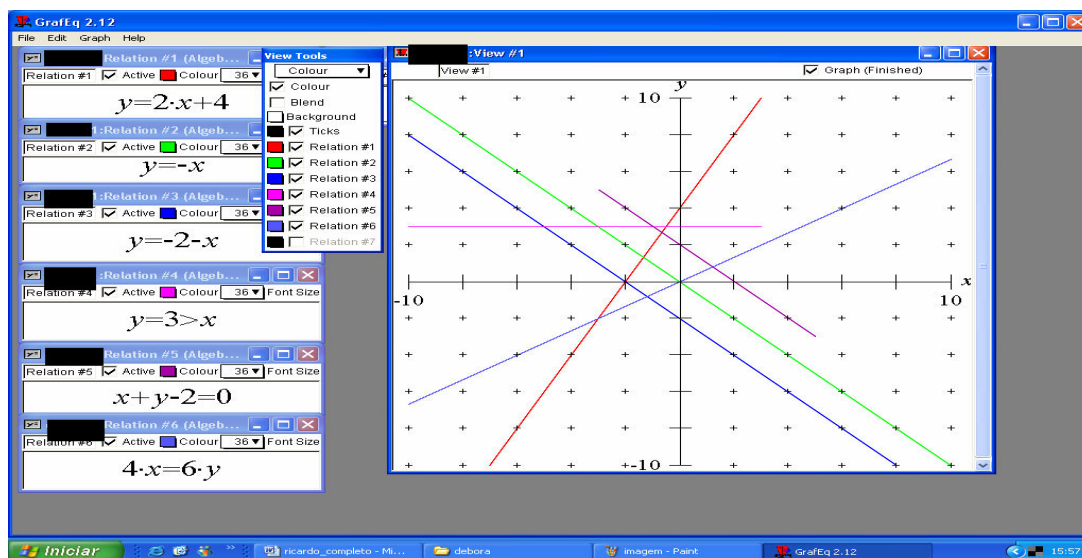 GrafEq 2.12
File Edit Graph Help
Relation #1 (Algeb...
Relation #1 Active Colour 36
y=2·x+4
1:Relation #2 (Algeb...
Relation #2 Active Colour 36
y=-x
:Relation #3 (Algeb...
Relation #3 Active Colour 36
y=-2-x
:Relation #4 (Algeb...
Relation #4 Active Colour 36 Font Size
y=3>x
Relation #5 (Algeb...
Relation #5 Active Colour 36 Font Size
x+y-2=0
Relation #6 (Algeb...
Relation #6 Active Colour 36 Font Size
4·x=6·y
View Tools
Colour
Colour
Blend
Background
Ticks
Relation #1
Relation #2
Relation #3
Relation #4
Relation #5
Relation #6
Relation #7
:View #1
View #1 Graph (Finished)
y
10
x
-10 10
-10
Iniciar ricardo_completo - Mi... debora imagem - Paint GrafEq 2.12 15:57